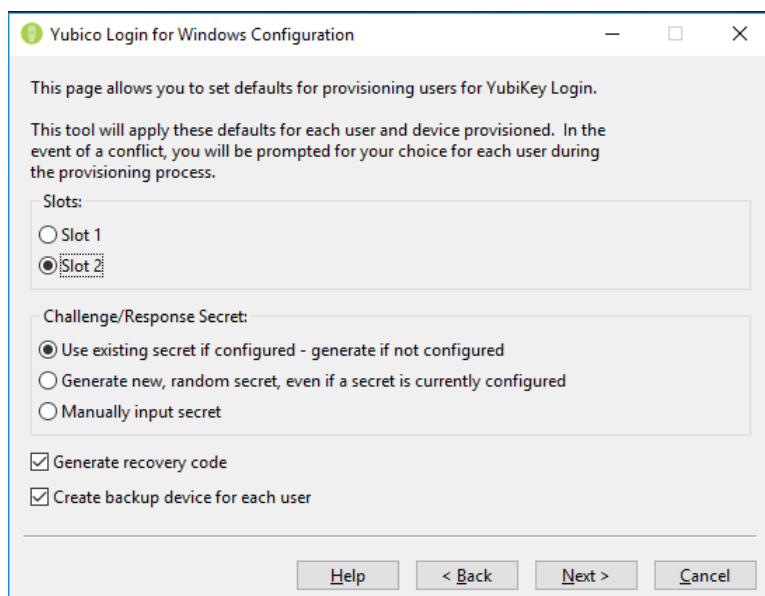 Yubico Login for Windows Configuration
This page allows you to set defaults for provisioning users for YubiKey Login.
This tool will apply these defaults for each user and device provisioned. In the
event of a conflict, you will be prompted for your choice for each user during
the provisioning process.
Slots:
Slot 1
Slot 2
Challenge/Response Secret:
Use existing secret if configured - generate if not configured
Generate new, random secret, even if a secret is currently configured
Manually input secret
Generate recovery code
Create backup device for each user
Help < Back Next > Cancel